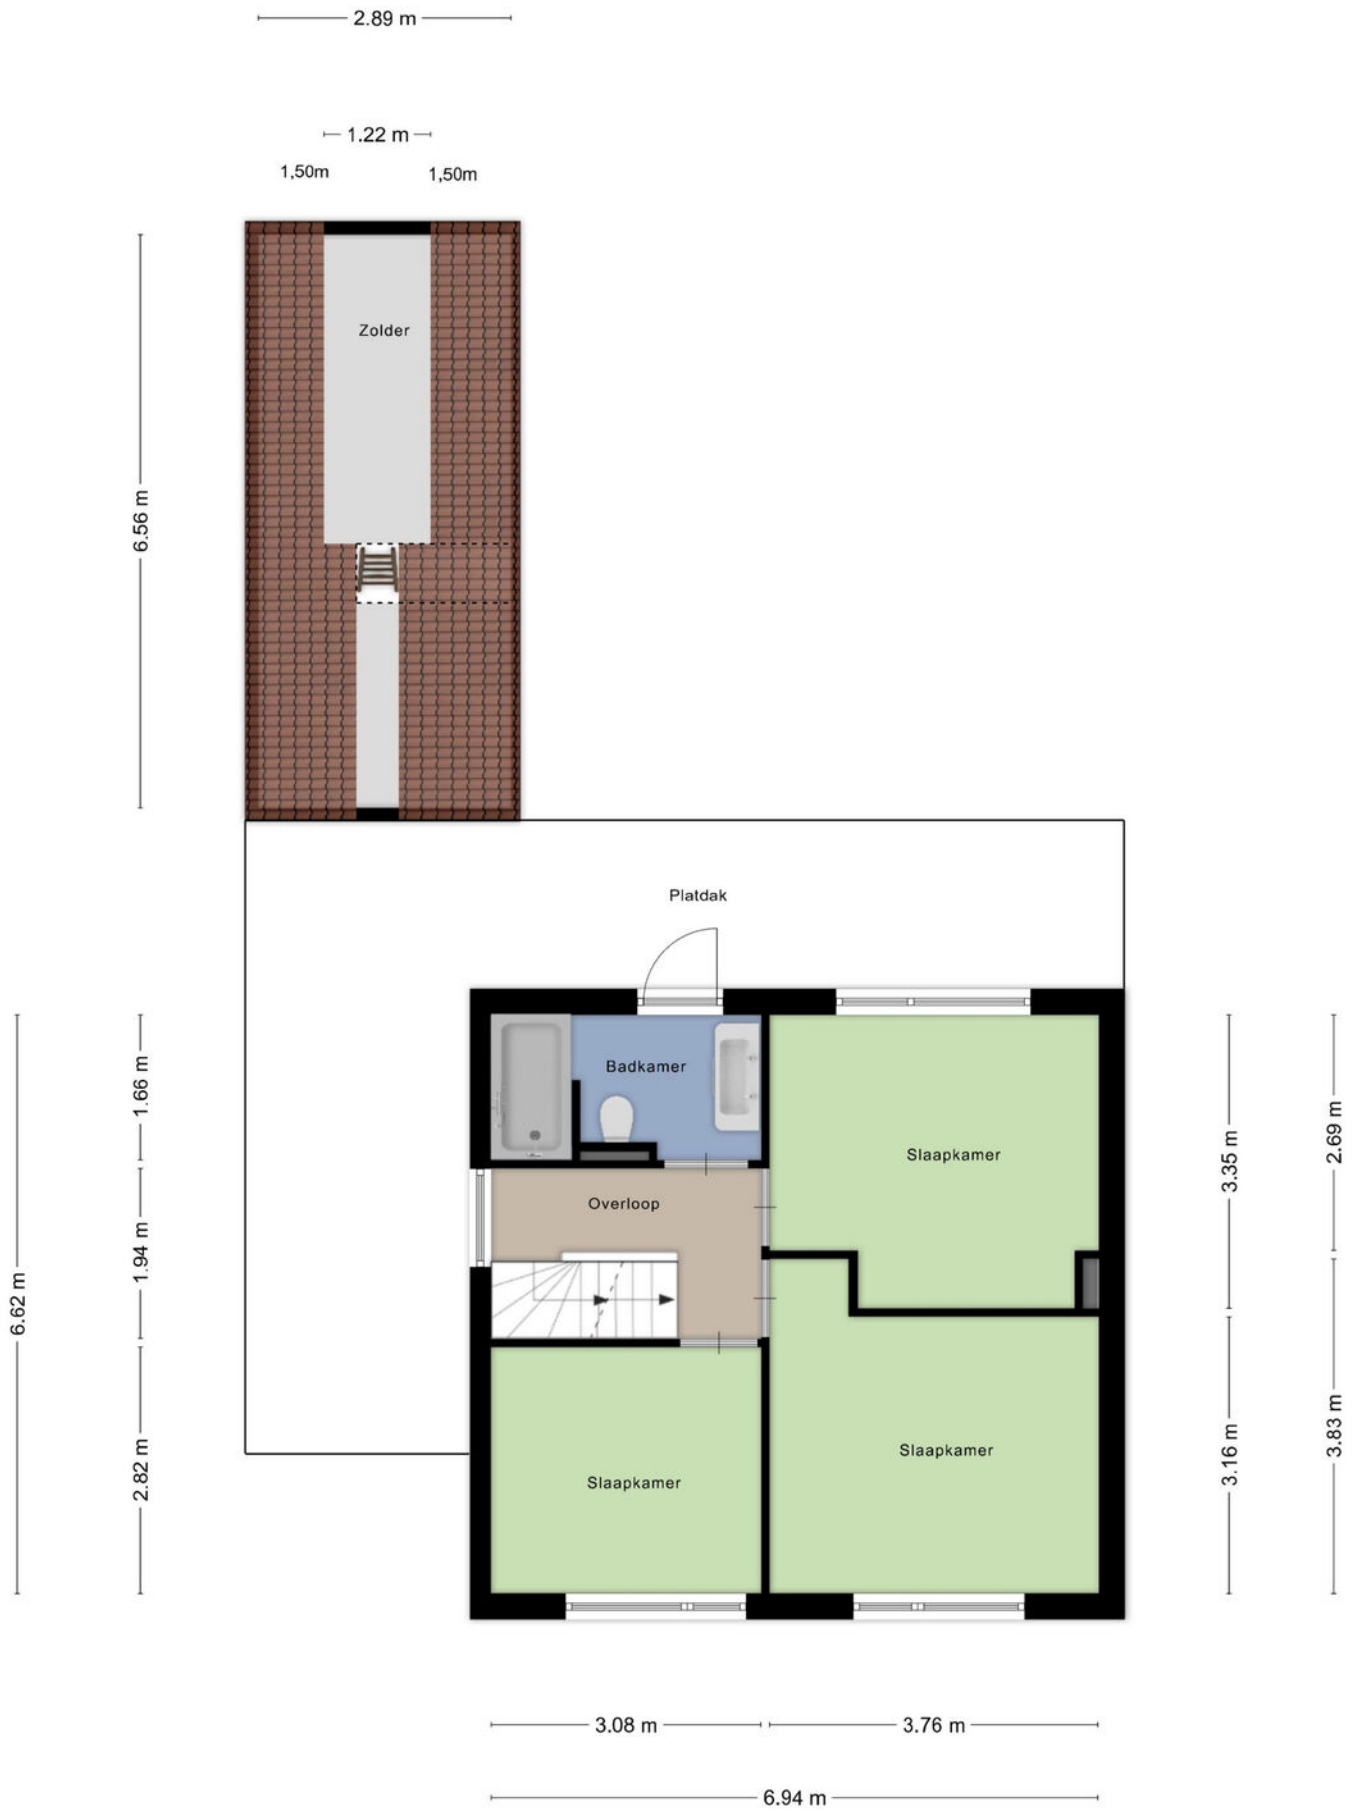 2.89 m
1.22 m
1,50m
1,50m
Zolder
6.56 m
Platdak
Badkamer
1.66 m
Slaapkamer
3.35 m
2.69 m
Overloop
1.94 m
6.62 m
Slaapkamer
Slaapkamer
2.82 m
3.16 m
3.83 m
3.08 m
3.76 m
6.94 m